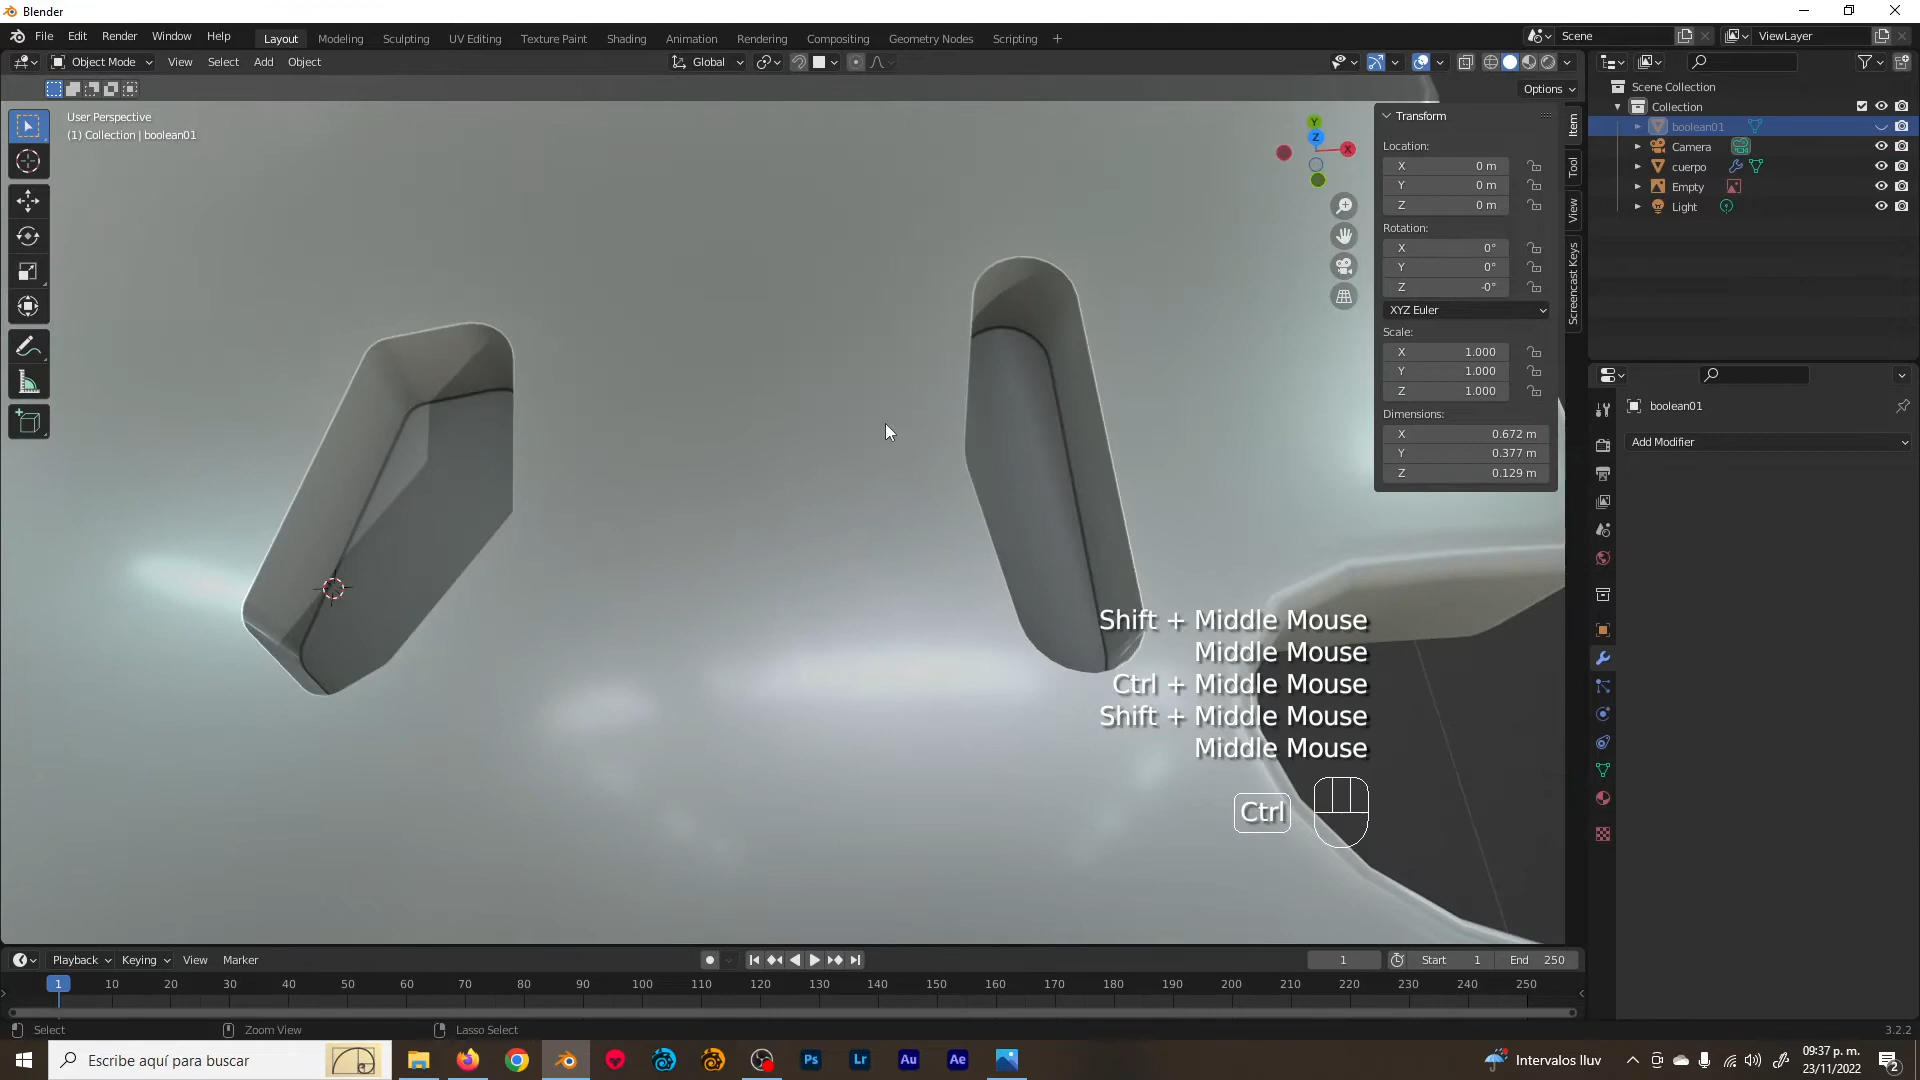 Blender
File Edit Render Window Help
Layout Modeling Sculpting UV Editing Texture Paint Shading Animation Rendering Compositing Geometry Nodes Scripting +
Scene
ViewLayer
Object Mode View Select Add Object
Global
Options
User Perspective
(1) Collection | boolean01
Y
Z
X
Transform
Location:
X 0 m
Y 0 m
Z 0 m
Rotation:
X 0°
Y 0°
Z -0°
XYZ Euler
Scale:
X 1.000
Y 1.000
Z 1.000
Dimensions:
X 0.672 m
Y 0.377 m
Z 0.129 m
Item
Tool
View
Screencast Keys
Scene Collection
Collection
boolean01
Camera
cuerpo
Empty
Light
boolean01
Add Modifier
Shift + Middle Mouse
Middle Mouse
Ctrl + Middle Mouse
Shift + Middle Mouse
Middle Mouse
Ctrl
Playback Keying View Marker
1
Start 1
End 250
1 10 20 30 40 50 60 70 80 90 100 110 120 130 140 150 160 170 180 190 200 210 220 230 240 250
Select Zoom View Lasso Select
3.2.2
Escribe aquí para buscar
Ps Lr Au Ae
Intervalos lluv
09:37 p. m.
23/11/2022
2